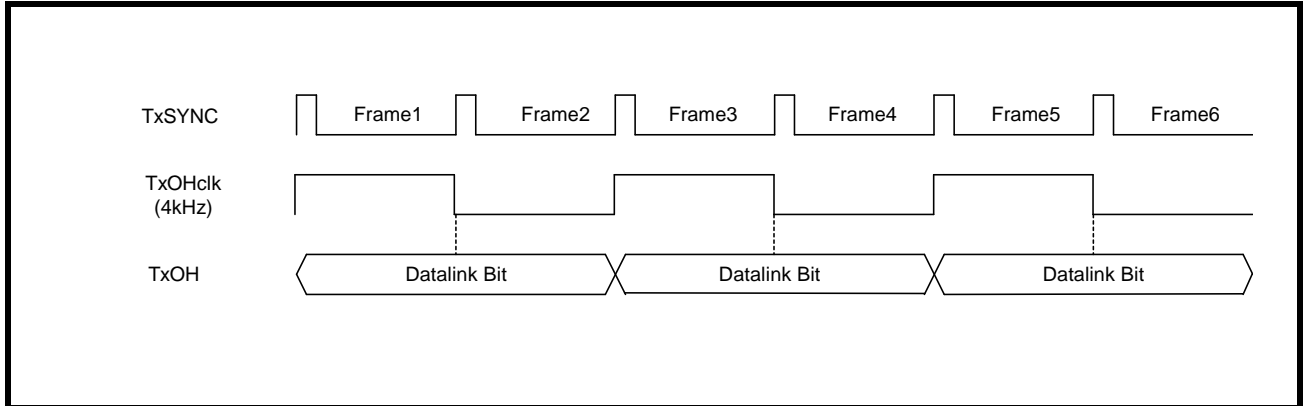 TxSYNC Frame1 Frame2 Frame3 Frame4 Frame5 Frame6
TxOHclk
(4kHz)
TxOH Datalink Bit Datalink Bit Datalink Bit